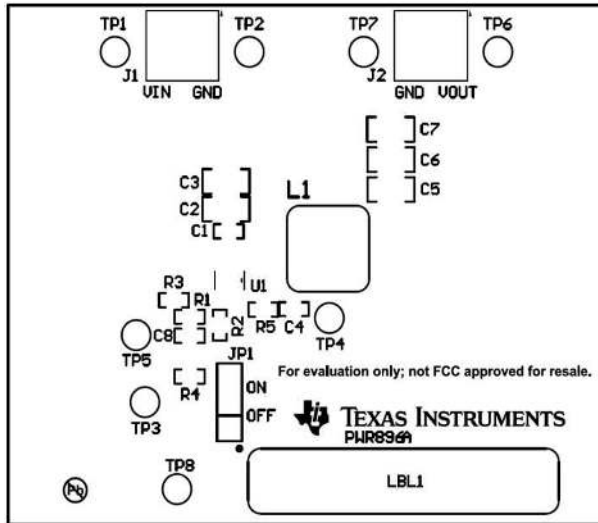 TP1 TP2 TP7 TP6
J1 J2
VIN GND GND VOUT
C7
C3 C6
L1
C2 C5
C1
R3 U1
R1
C8 R2 R5 C4
TP5 JP1 TP4
For evaluation only; not FCC approved for resale.
R4 ON
OFF TEXAS INSTRUMENTS
TP3 PWR896A
TP8
Pb LBL1